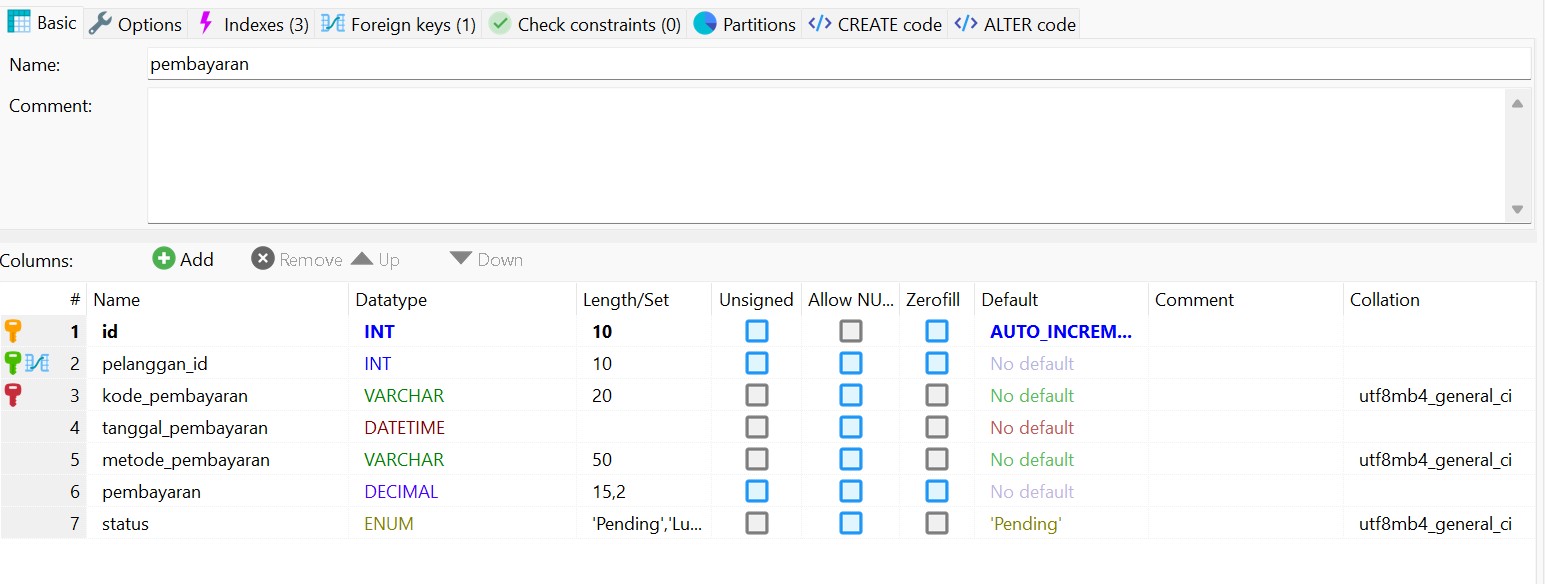 Basic Options Indexes (3) Foreign keys (1) Check constraints (0) Partitions CREATE code ALTER code
Name: pembayaran
Comment:
Columns: Add Remove Up Down
# Name Datatype Length/Set Unsigned Allow NU... Zerofill Default Comment Collation
1 id INT 10 AUTO_INCREM...
2 pelanggan_id INT 10 No default
3 kode_pembayaran VARCHAR 20 No default utf8mb4_general_ci
4 tanggal_pembayaran DATETIME No default
5 metode_pembayaran VARCHAR 50 No default utf8mb4_general_ci
6 pembayaran DECIMAL 15,2 No default
7 status ENUM 'Pending','Lu... 'Pending' utf8mb4_general_ci